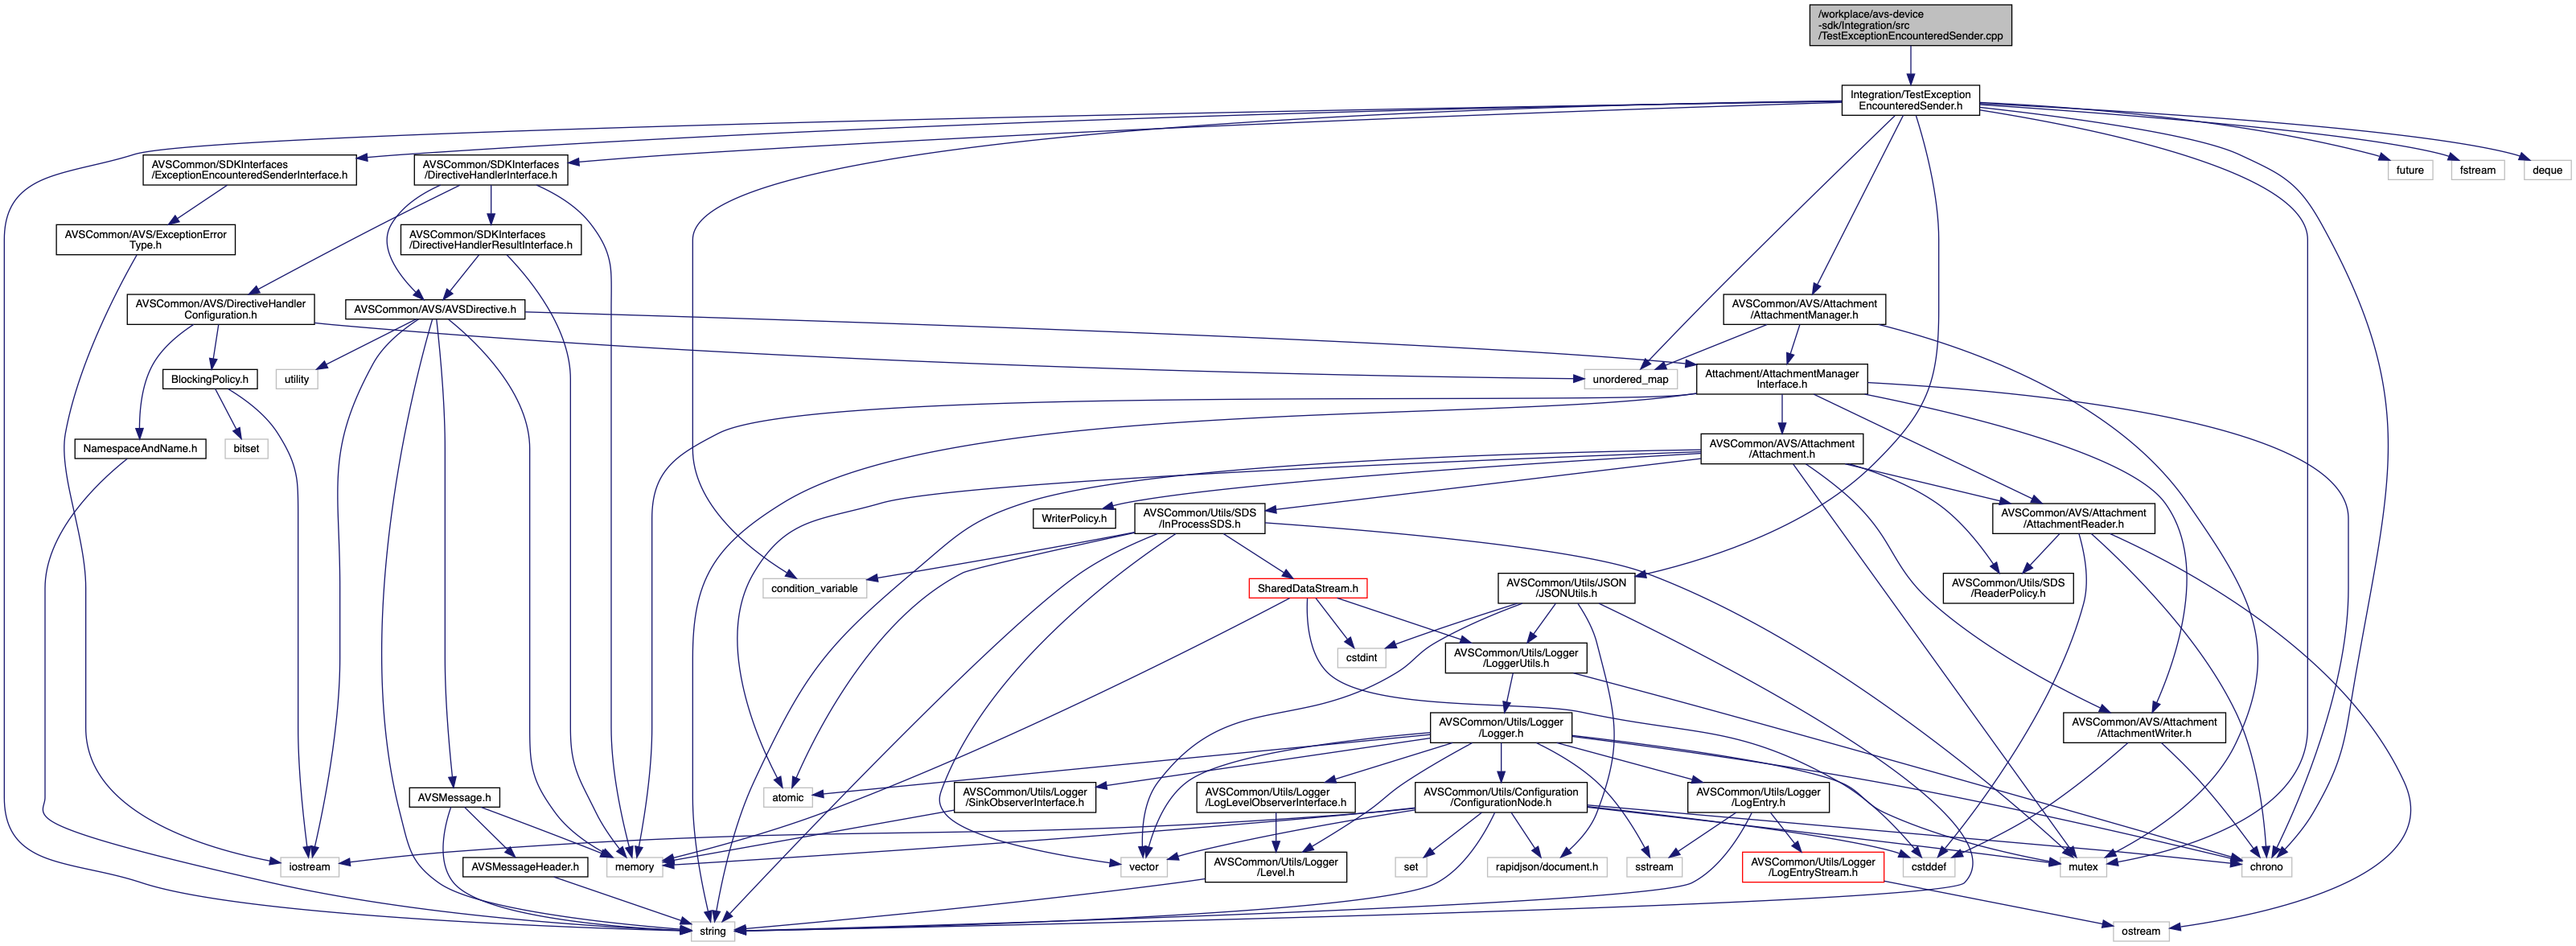 /workplace/avs-device
-sdk/Integration/src
/TestExceptionEncounteredSender.cpp
Integration/TestException
EncounteredSender.h
AVSCommon/SDKInterfaces
/ExceptionEncounteredSenderInterface.h
AVSCommon/SDKInterfaces
/DirectiveHandlerInterface.h
future
fstream
deque
AVSCommon/AVS/ExceptionError
Type.h
AVSCommon/SDKInterfaces
/DirectiveHandlerResultInterface.h
AVSCommon/AVS/DirectiveHandler
Configuration.h
AVSCommon/AVS/AVSDirective.h
AVSCommon/AVS/Attachment
/AttachmentManager.h
BlockingPolicy.h
utility
unordered_map
Attachment/AttachmentManager
Interface.h
NamespaceAndName.h
bitset
AVSCommon/AVS/Attachment
/Attachment.h
WriterPolicy.h
AVSCommon/Utils/SDS
/InProcessSDS.h
AVSCommon/AVS/Attachment
/AttachmentReader.h
condition_variable
SharedDataStream.h
AVSCommon/Utils/JSON
/JSONUtils.h
AVSCommon/Utils/SDS
/ReaderPolicy.h
cstdint
AVSCommon/Utils/Logger
/LoggerUtils.h
AVSCommon/Utils/Logger
/Logger.h
AVSCommon/AVS/Attachment
/AttachmentWriter.h
AVSMessage.h
atomic
AVSCommon/Utils/Logger
/SinkObserverInterface.h
AVSCommon/Utils/Logger
/LogLevelObserverInterface.h
AVSCommon/Utils/Configuration
/ConfigurationNode.h
AVSCommon/Utils/Logger
/LogEntry.h
iostream
AVSMessageHeader.h
memory
vector
AVSCommon/Utils/Logger
/Level.h
set
rapidjson/document.h
sstream
AVSCommon/Utils/Logger
/LogEntryStream.h
cstddef
mutex
chrono
string
ostream